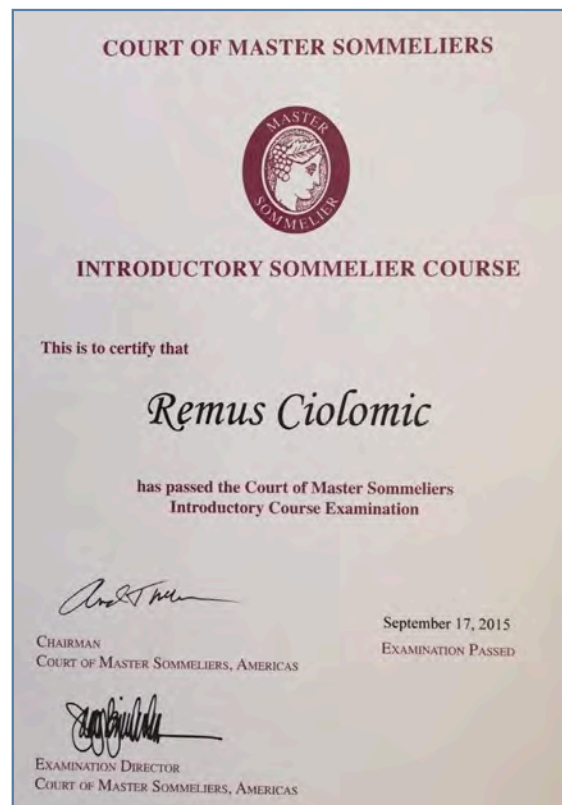 COURT OF MASTER SOMMELIERS
MASTER
SOMMELIER
INTRODUCTORY SOMMELIER COURSE
This is to certify that
Remus Ciolomic
has passed the Court of Master Sommeliers
Introductory Course Examination
CHAIRMAN
COURT OF MASTER SOMMELIERS, AMERICAS
September 17, 2015
EXAMINATION PASSED
EXAMINATION DIRECTOR
COURT OF MASTER SOMMELIERS, AMERICAS